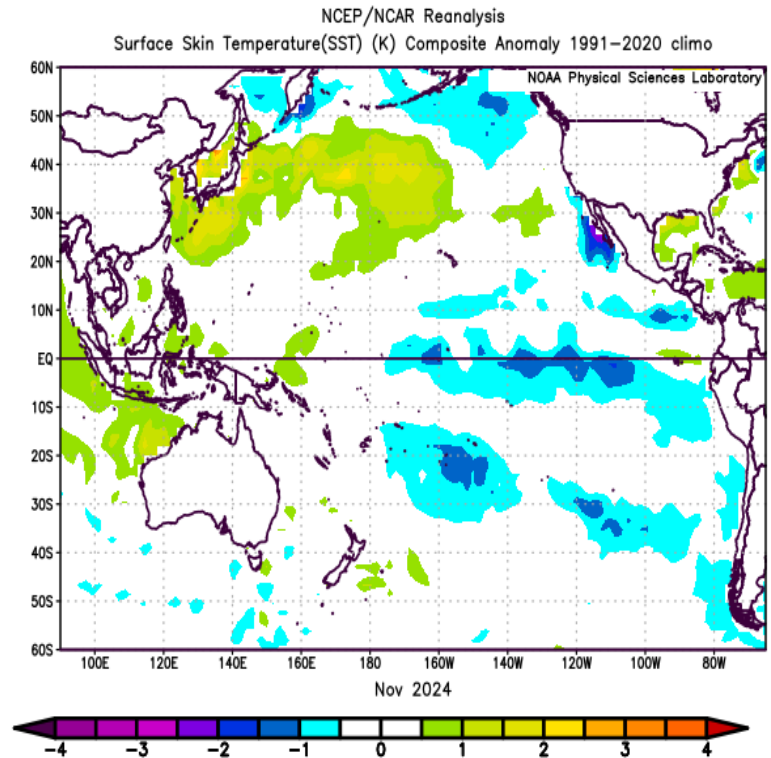 NCEP/NCAR Reanalysis
Surface Skin Temperature(SST) (K) Composite Anomaly 1991-2020 climo
NOAA Physical Sciences Laboratory
60N
50N
40N
30N
20N
10N
EQ
10S
20S
30S
40S
50S
60S
100E 120E 140E 160E 180 160W 140W 120W 100W 80W
Nov 2024
-4 -3 -2 -1 0 1 2 3 4